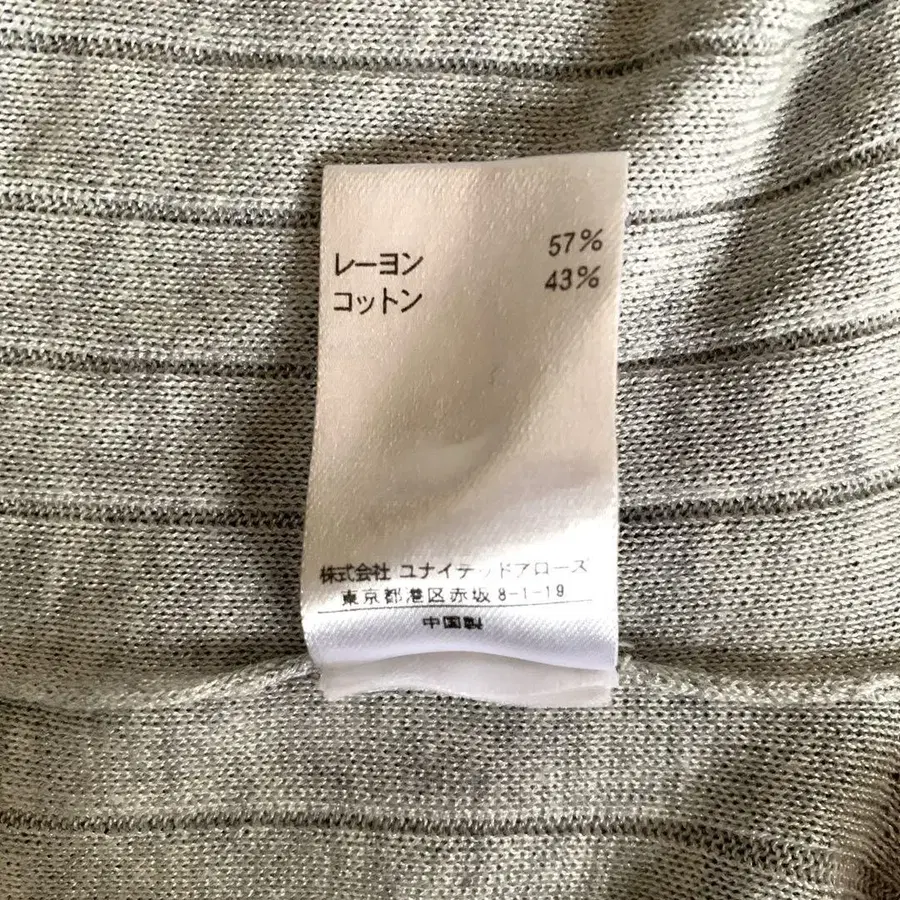 レーヨン 57%
コットン 43%
株式会社 ユナイテッドアローズ
東京都港区赤坂 8-1-19
中国製